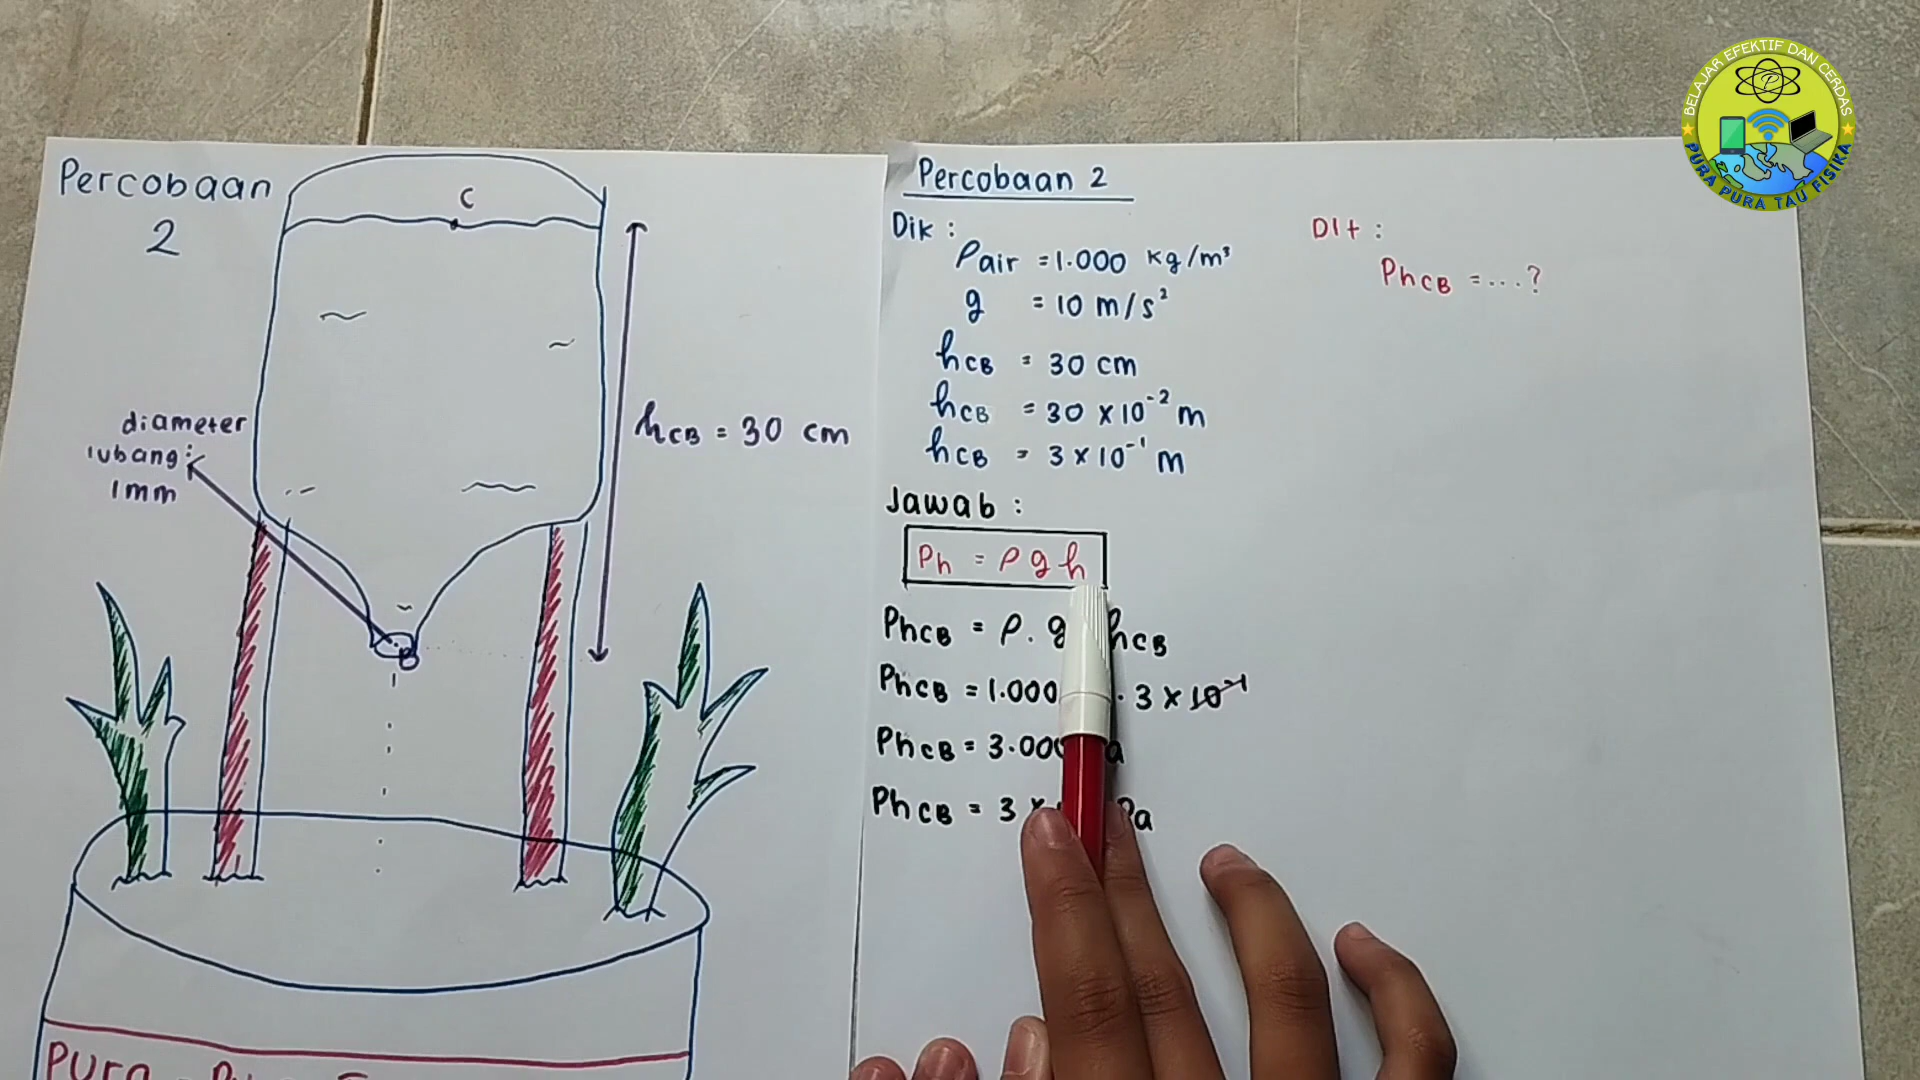 Percobaan
2
C
diameter
lubang :
1mm
hCB = 30 cm
B
Pura -
Percobaan 2
Dik :
ρair = 1.000 kg/m³
g = 10 m/s²
hCB = 30 cm
hCB = 30 x 10⁻² m
hCB = 3 x 10⁻¹ m
Jawab :
Ph = ρ g h
PhCB = ρ. g hCB
PhCB = 1.000 . 3 x 10⁻¹
PhCB = 3.000
PhCB = 3 x Pa
Dit :
PhCB = ...?
BELAJAR EFEKTIF DAN CERDAS
PURA PURA TAU FISIKA